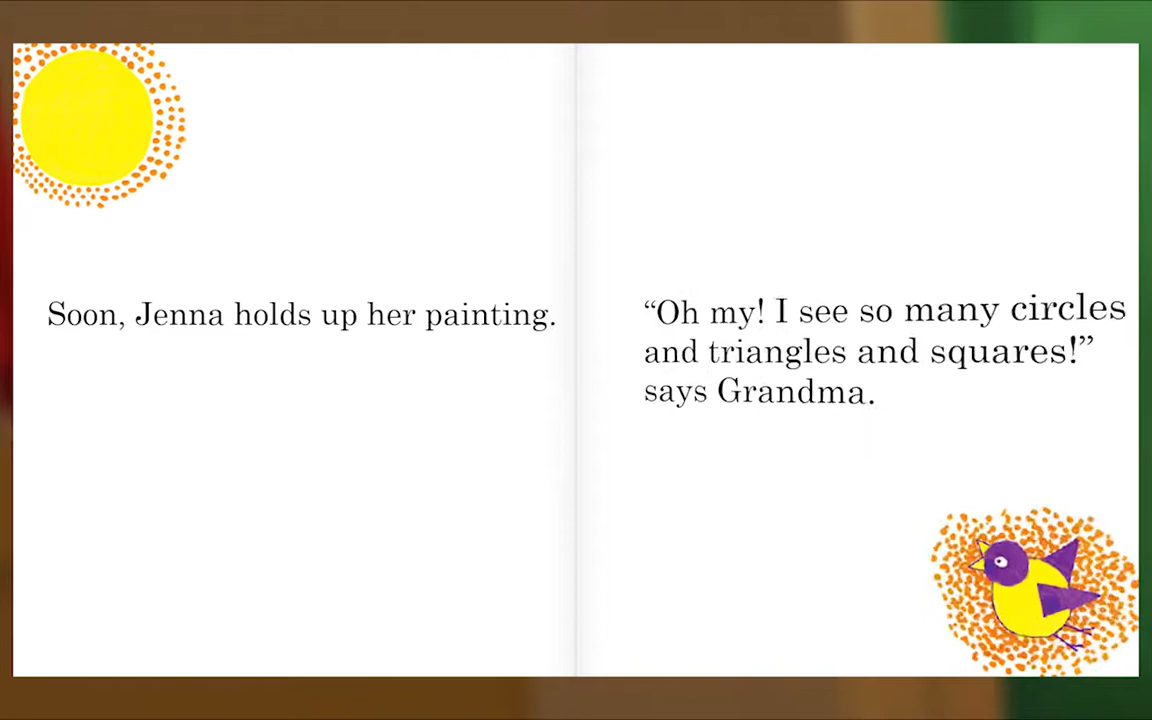 Soon, Jenna holds up her painting.
“Oh my! I see so many circles
and triangles and squares!”
says Grandma.